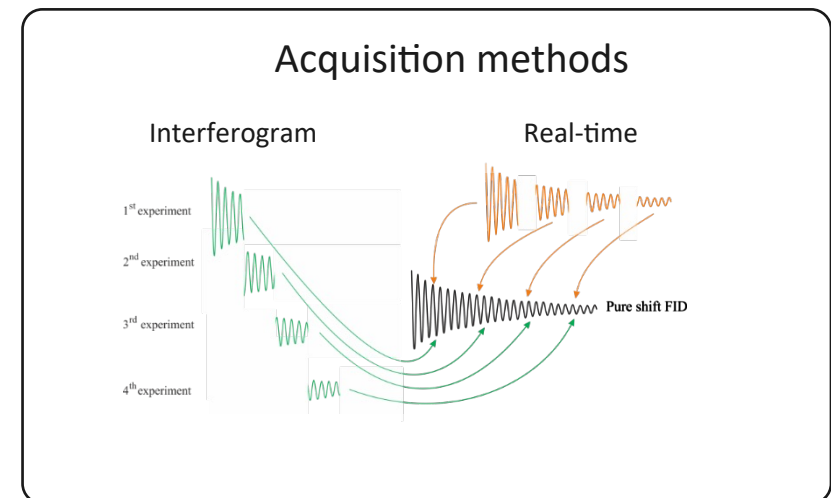 Acquisition methods
Interferogram
Real-time
1st experiment
2nd experiment
3rd experiment
4th experiment
Pure shift FID